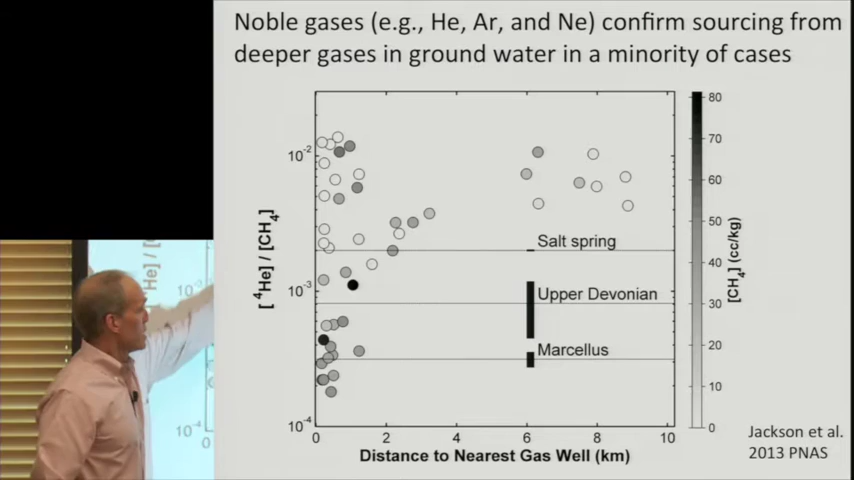 Noble gases (e.g., He, Ar, and Ne) confirm sourcing from
deeper gases in ground water in a minority of cases
[ ⁴He] / [CH₄]
10⁻²
10⁻³
10⁻⁴
0
2
4
6
8
10
Distance to Nearest Gas Well (km)
Salt spring
Upper Devonian
Marcellus
80
70
60
50
40
30
20
10
0
[CH₄] (cc/kg)
Jackson et al.
2013 PNAS
10⁻⁴
0